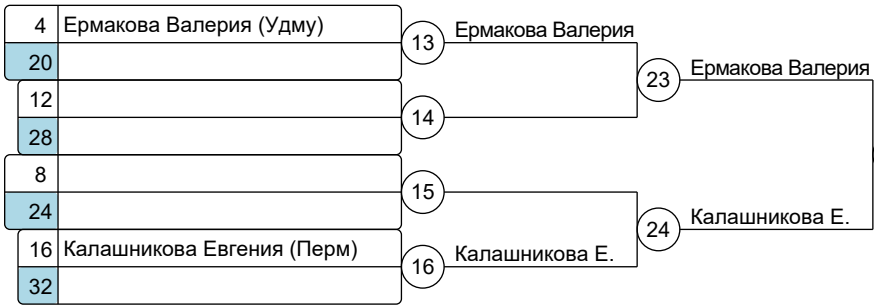 4 Ермакова Валерия (Удму)
20
12
28
8
24
16 Калашникова Евгения (Перм)
32
13 Ермакова Валерия
14
15
16 Калашникова Е.
23 Ермакова Валерия
24 Калашникова Е.